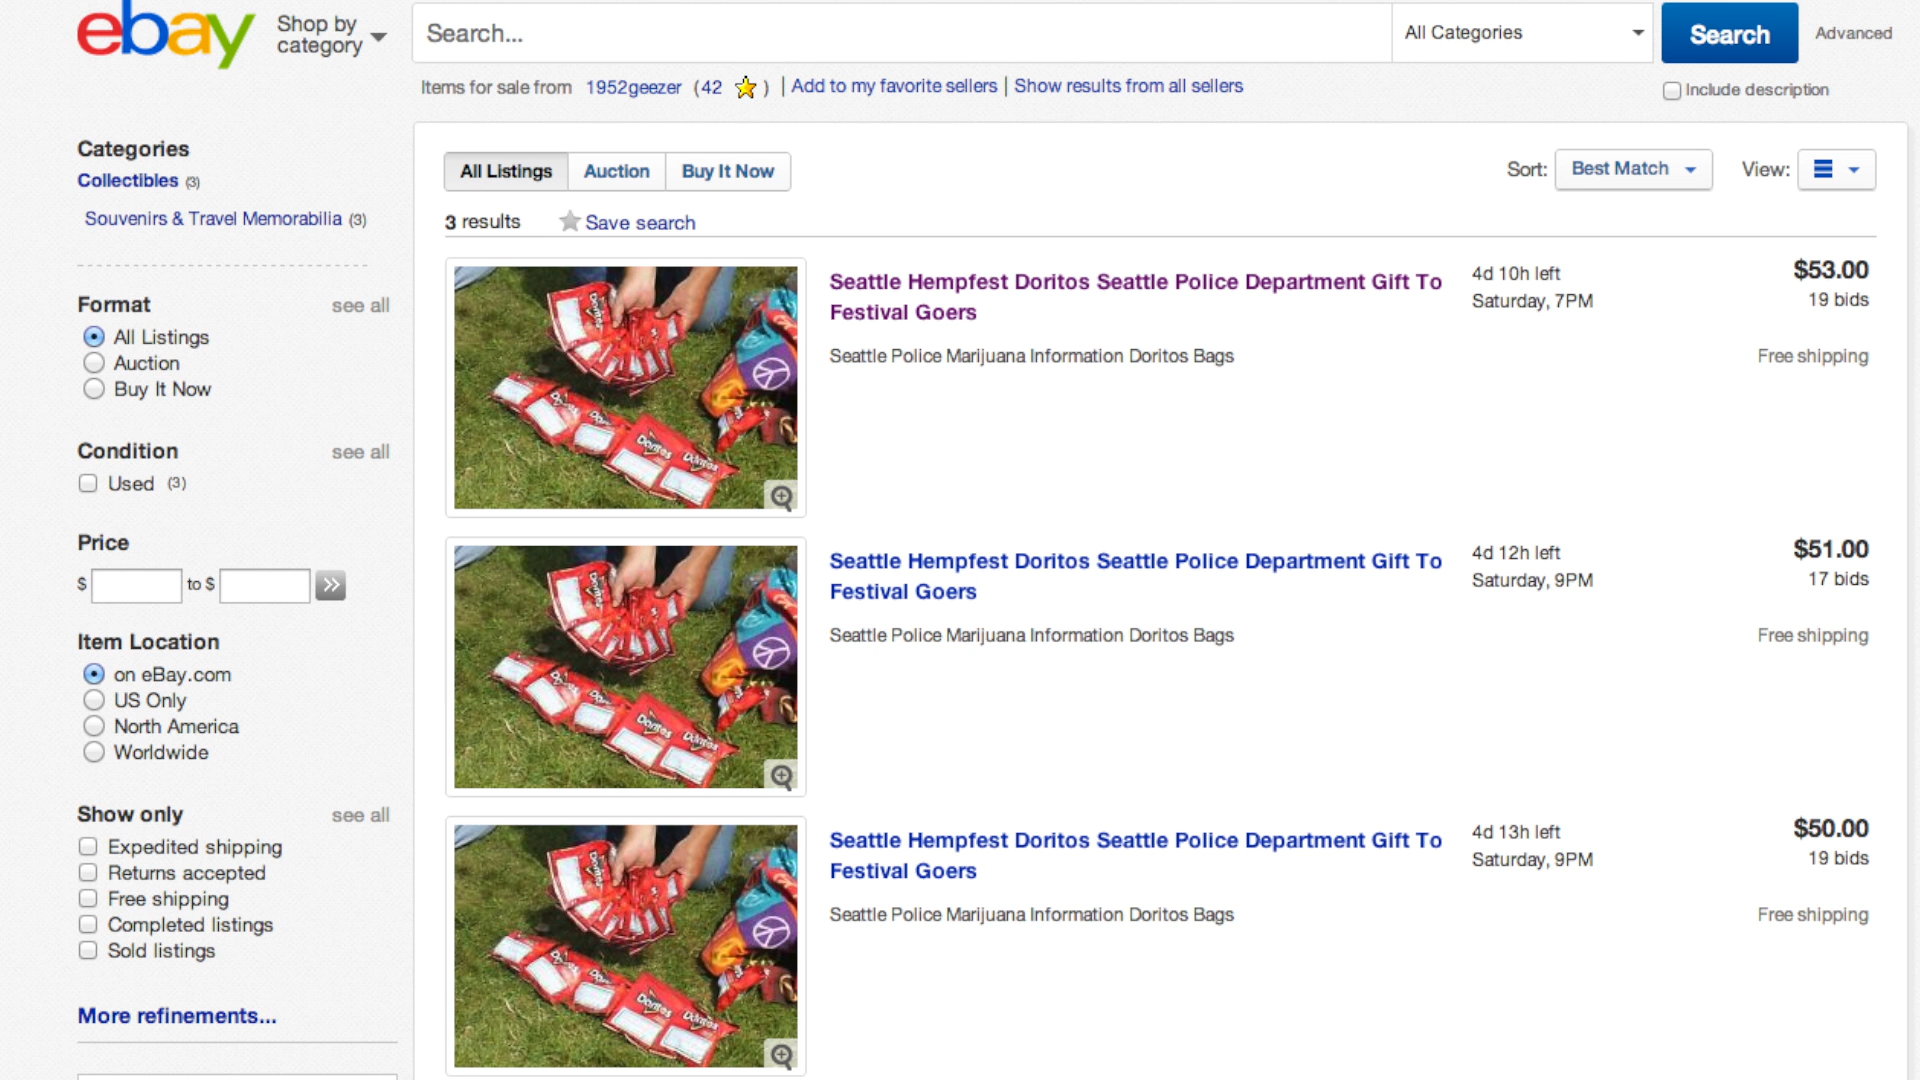 ebay
Shop by
category
Search...
All Categories
Search
Advanced
Items for sale from 1952geezer (42 ) | Add to my favorite sellers | Show results from all sellers
Include description
Categories
Collectibles (3)
Souvenirs & Travel Memorabilia (3)
Format see all
All Listings
Auction
Buy It Now
Condition see all
Used (3)
Price
$ to $
Item Location
on eBay.com
US Only
North America
Worldwide
Show only see all
Expedited shipping
Returns accepted
Free shipping
Completed listings
Sold listings
More refinements...
All Listings Auction Buy It Now
Sort: Best Match View:
3 results Save search
Seattle Hempfest Doritos Seattle Police Department Gift To
Festival Goers
Seattle Police Marijuana Information Doritos Bags
4d 10h left
Saturday, 7PM
$53.00
19 bids
Free shipping
Doritos
Doritos
Doritos
Seattle Hempfest Doritos Seattle Police Department Gift To
Festival Goers
Seattle Police Marijuana Information Doritos Bags
4d 12h left
Saturday, 9PM
$51.00
17 bids
Free shipping
Doritos
Doritos
Doritos
Seattle Hempfest Doritos Seattle Police Department Gift To
Festival Goers
Seattle Police Marijuana Information Doritos Bags
4d 13h left
Saturday, 9PM
$50.00
19 bids
Free shipping
Doritos
Doritos
Doritos